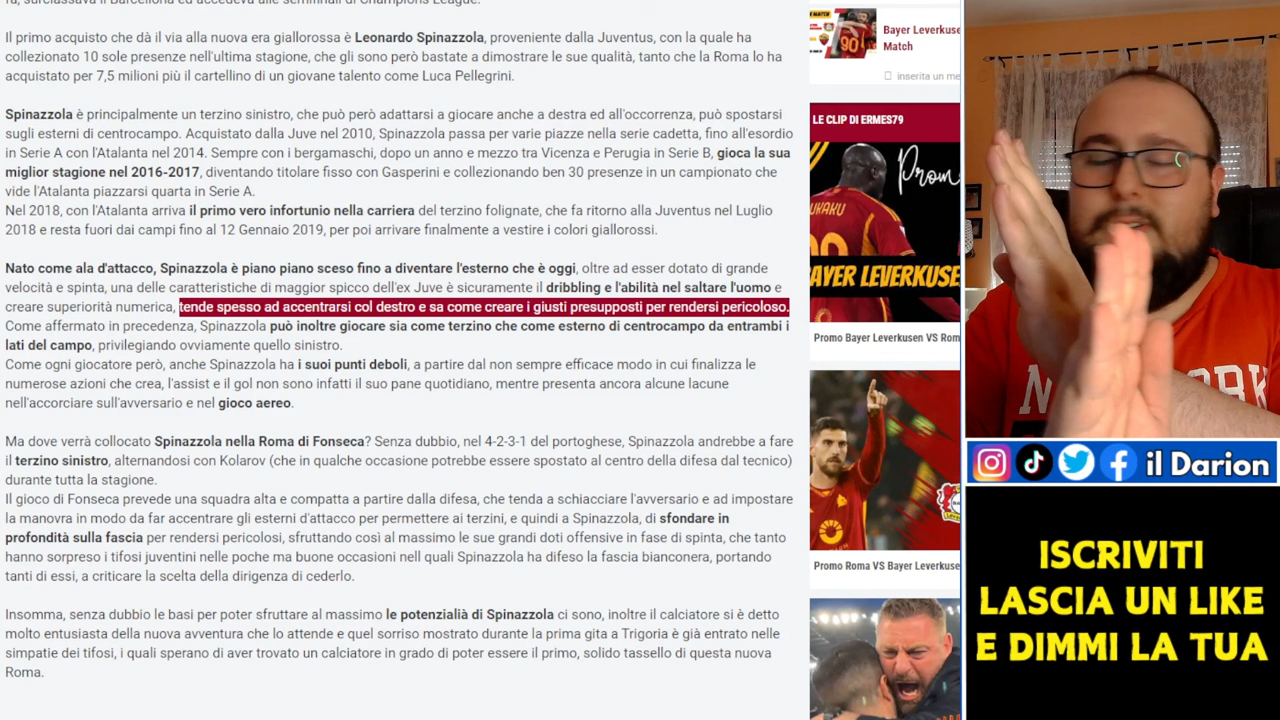 fa, surclassava il Barcellona ed accedeva alle semifinali di Champions League.
Il primo acquisto che dà il via alla nuova era giallorossa è Leonardo Spinazzola, proveniente dalla Juventus, con la quale ha
collezionato 10 sole presenze nell'ultima stagione, che gli sono però bastate a dimostrare le sue qualità, tanto che la Roma lo ha
acquistato per 7,5 milioni più il cartellino di un giovane talento come Luca Pellegrini.
Spinazzola è principalmente un terzino sinistro, che può però adattarsi a giocare anche a destra ed all'occorrenza, può spostarsi
sugli esterni di centrocampo. Acquistato dalla Juve nel 2010, Spinazzola passa per varie piazze nella serie cadetta, fino all'esordio
in Serie A con l'Atalanta nel 2014. Sempre con i bergamaschi, dopo un anno e mezzo tra Vicenza e Perugia in Serie B, gioca la sua
miglior stagione nel 2016-2017, diventando titolare fisso con Gasperini e collezionando ben 30 presenze in un campionato che
vide l'Atalanta piazzarsi quarta in Serie A.
Nel 2018, con l'Atalanta arriva il primo vero infortunio nella carriera del terzino folignate, che fa ritorno alla Juventus nel Luglio
2018 e resta fuori dai campi fino al 12 Gennaio 2019, per poi arrivare finalmente a vestire i colori giallorossi.
Nato come ala d'attacco, Spinazzola è piano piano sceso fino a diventare l'esterno che è oggi, oltre ad esser dotato di grande
velocità e spinta, una delle caratteristiche di maggior spicco dell'ex Juve è sicuramente il dribbling e l'abilità nel saltare l'uomo e
creare superiorità numerica, tende spesso ad accentrarsi col destro e sa come creare i giusti presupposti per rendersi pericoloso.
Come affermato in precedenza, Spinazzola può inoltre giocare sia come terzino che come esterno di centrocampo da entrambi i
lati del campo, privilegiando ovviamente quello sinistro.
Come ogni giocatore però, anche Spinazzola ha i suoi punti deboli, a partire dal non sempre efficace modo in cui finalizza le
numerose azioni che crea, l'assist e il gol non sono infatti il suo pane quotidiano, mentre presenta ancora alcune lacune
nell'accorciare sull'avversario e nel gioco aereo.
Ma dove verrà collocato Spinazzola nella Roma di Fonseca? Senza dubbio, nel 4-2-3-1 del portoghese, Spinazzola andrebbe a fare
il terzino sinistro, alternandosi con Kolarov (che in qualche occasione potrebbe essere spostato al centro della difesa dal tecnico)
durante tutta la stagione.
Il gioco di Fonseca prevede una squadra alta e compatta a partire dalla difesa, che tenda a schiacciare l'avversario e ad impostare
la manovra in modo da far accentrare gli esterni d'attacco per permettere ai terzini, e quindi a Spinazzola, di sfondare in
profondità sulla fascia per rendersi pericolosi, sfruttando così al massimo le sue grandi doti offensive in fase di spinta, che tanto
hanno sorpreso i tifosi juventini nelle poche ma buone occasioni nell quali Spinazzola ha difeso la fascia bianconera, portando
tanti di essi, a criticare la scelta della dirigenza di cederlo.
Insomma, senza dubbio le basi per poter sfruttare al massimo le potenzialià di Spinazzola ci sono, inoltre il calciatore si è detto
molto entusiasta della nuova avventura che lo attende e quel sorriso mostrato durante la prima gita a Trigoria è già entrato nelle
simpatie dei tifosi, i quali sperano di aver trovato un calciatore in grado di poter essere il primo, solido tassello di questa nuova
Roma.
MATCH
90
Bayer Leverkuse
Match
inserita un me
LE CLIP DI ERMES79
Prom
UKAKU
90
AYER LEVERKUSE
Promo Bayer Leverkusen VS Rom
Promo Roma VS Bayer Leverkuse
il Darion
ISCRIVITI
LASCIA UN LIKE
E DIMMI LA TUA